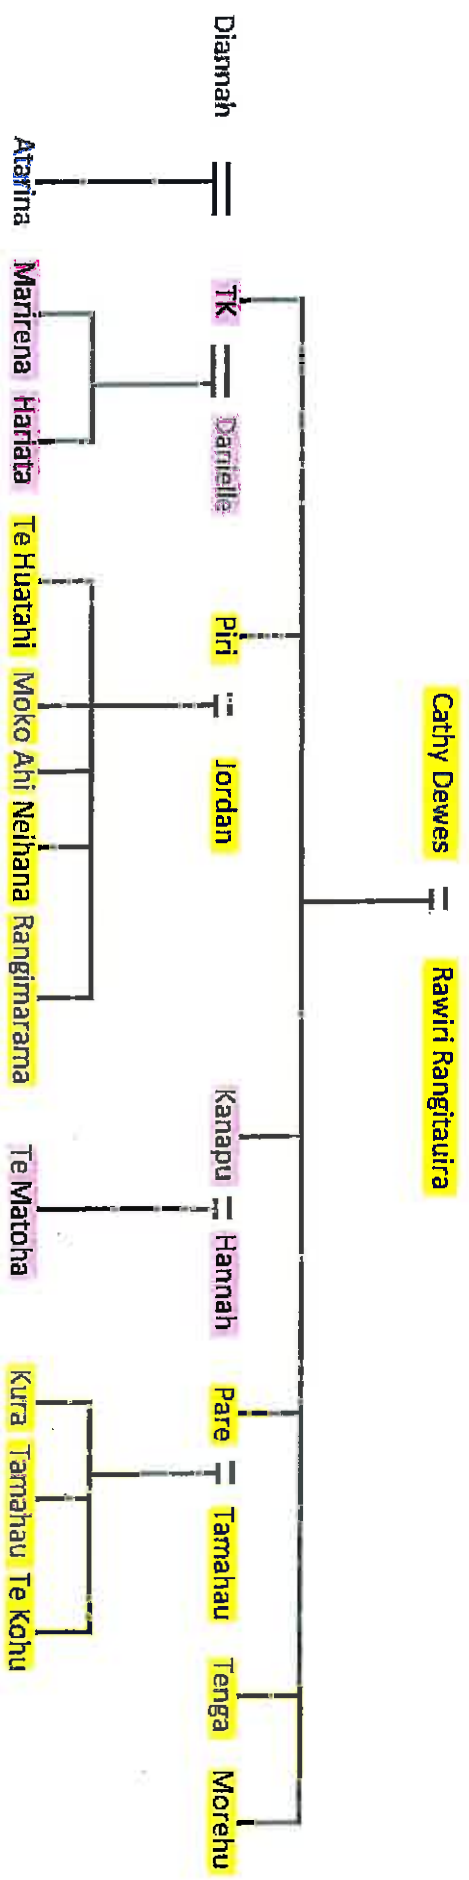 Cathy Dewes Rawiri Rangitauira
Diannah TK Danielle Piri Jordan Kanapu Hannah Pare Tamahau Tenga Morehu
Atarina Marirena Hariata Te Huatahi Moko Ahi Neihana Rangimarama Te Matoha Kura Tamahau Te Kohu